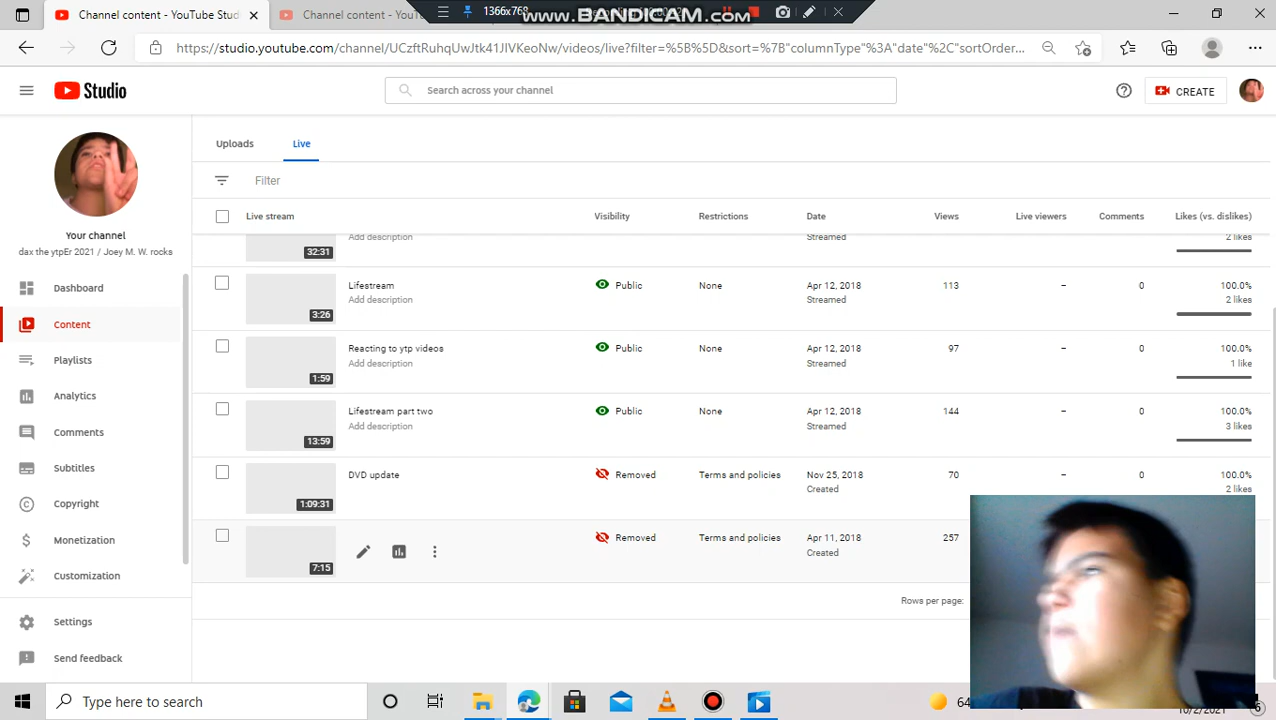 1366x768
www.BANDICAM.com
https://studio.youtube.com/channel/UCzftRuhqUwJtk41JIVKeoNw/videos/live?filter=%5B%5D&sort=%7B"columnType"%3A"date"%2C"sortOrder...
Studio
Search across your channel
CREATE
Uploads
Live
Filter
Live stream
Visibility
Restrictions
Date
Views
Live viewers
Comments
Likes (vs. dislikes)
Your channel
dax the ytpEr 2021 / Joey M. W. rocks
Dashboard
Content
Playlists
Analytics
Comments
Subtitles
Copyright
Monetization
Customization
Settings
Send feedback
32:31
Add description
Streamed
2 likes
3:26
Lifestream
Add description
Public
None
Apr 12, 2018
Streamed
113
–
0
100.0%
2 likes
1:59
Reacting to ytp videos
Add description
Public
None
Apr 12, 2018
Streamed
97
–
0
100.0%
1 like
13:59
Lifestream part two
Add description
Public
None
Apr 12, 2018
Streamed
144
–
0
100.0%
3 likes
1:09:31
DVD update
Removed
Terms and policies
Nov 25, 2018
Created
70
–
0
100.0%
2 likes
7:15
Removed
Terms and policies
Apr 11, 2018
Created
257
Rows per page:
Type here to search
10/2/2021